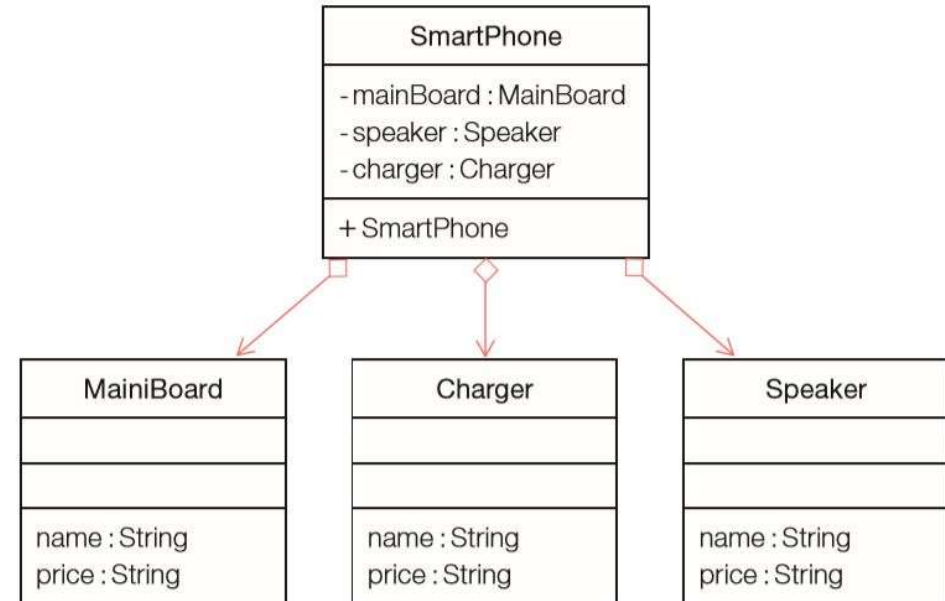 SmartPhone
- mainBoard : MainBoard
- speaker : Speaker
- charger : Charger
+ SmartPhone
MainiBoard
name : String
price : String
Charger
name : String
price : String
Speaker
name : String
price : String